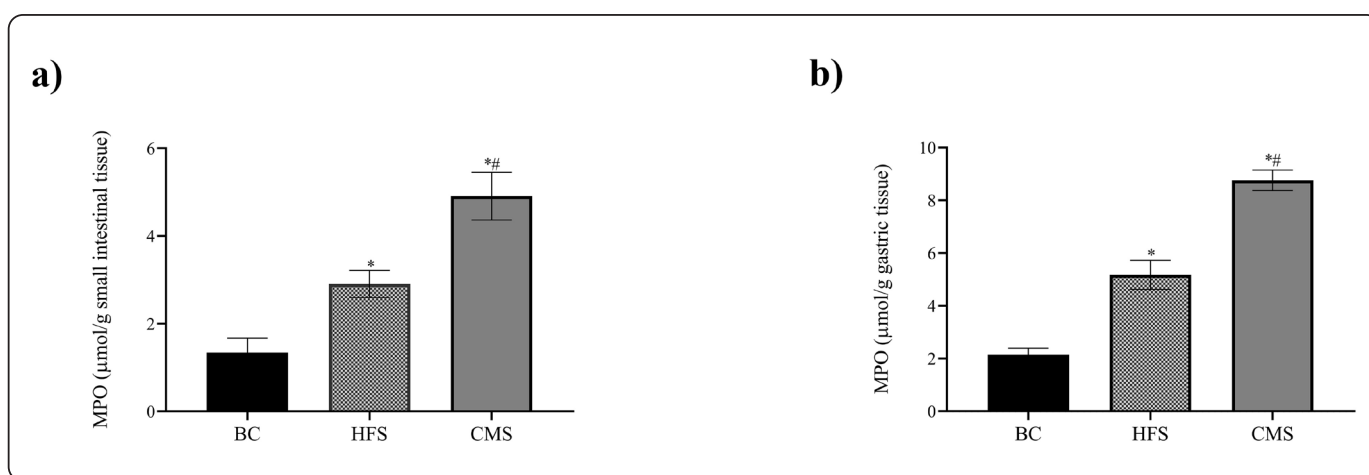 a)
MPO (µmol/g small intestinal tissue)
6
4
2
0
*
*#
BC
HFS
CMS
b)
MPO (µmol/g gastric tissue)
10
8
6
4
2
0
*
*#
BC
HFS
CMS